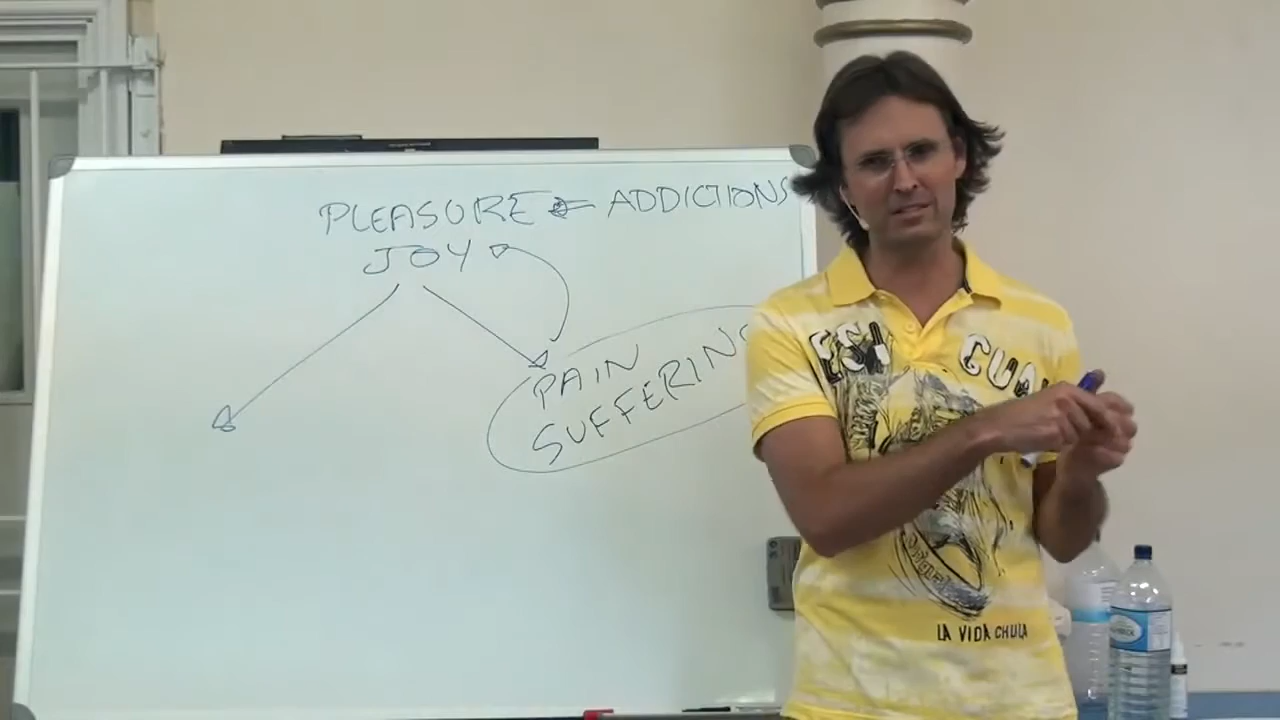 PLEASURE ADDICTIONS
JOY
PAIN
SUFFERING
LA VIDA CHULA